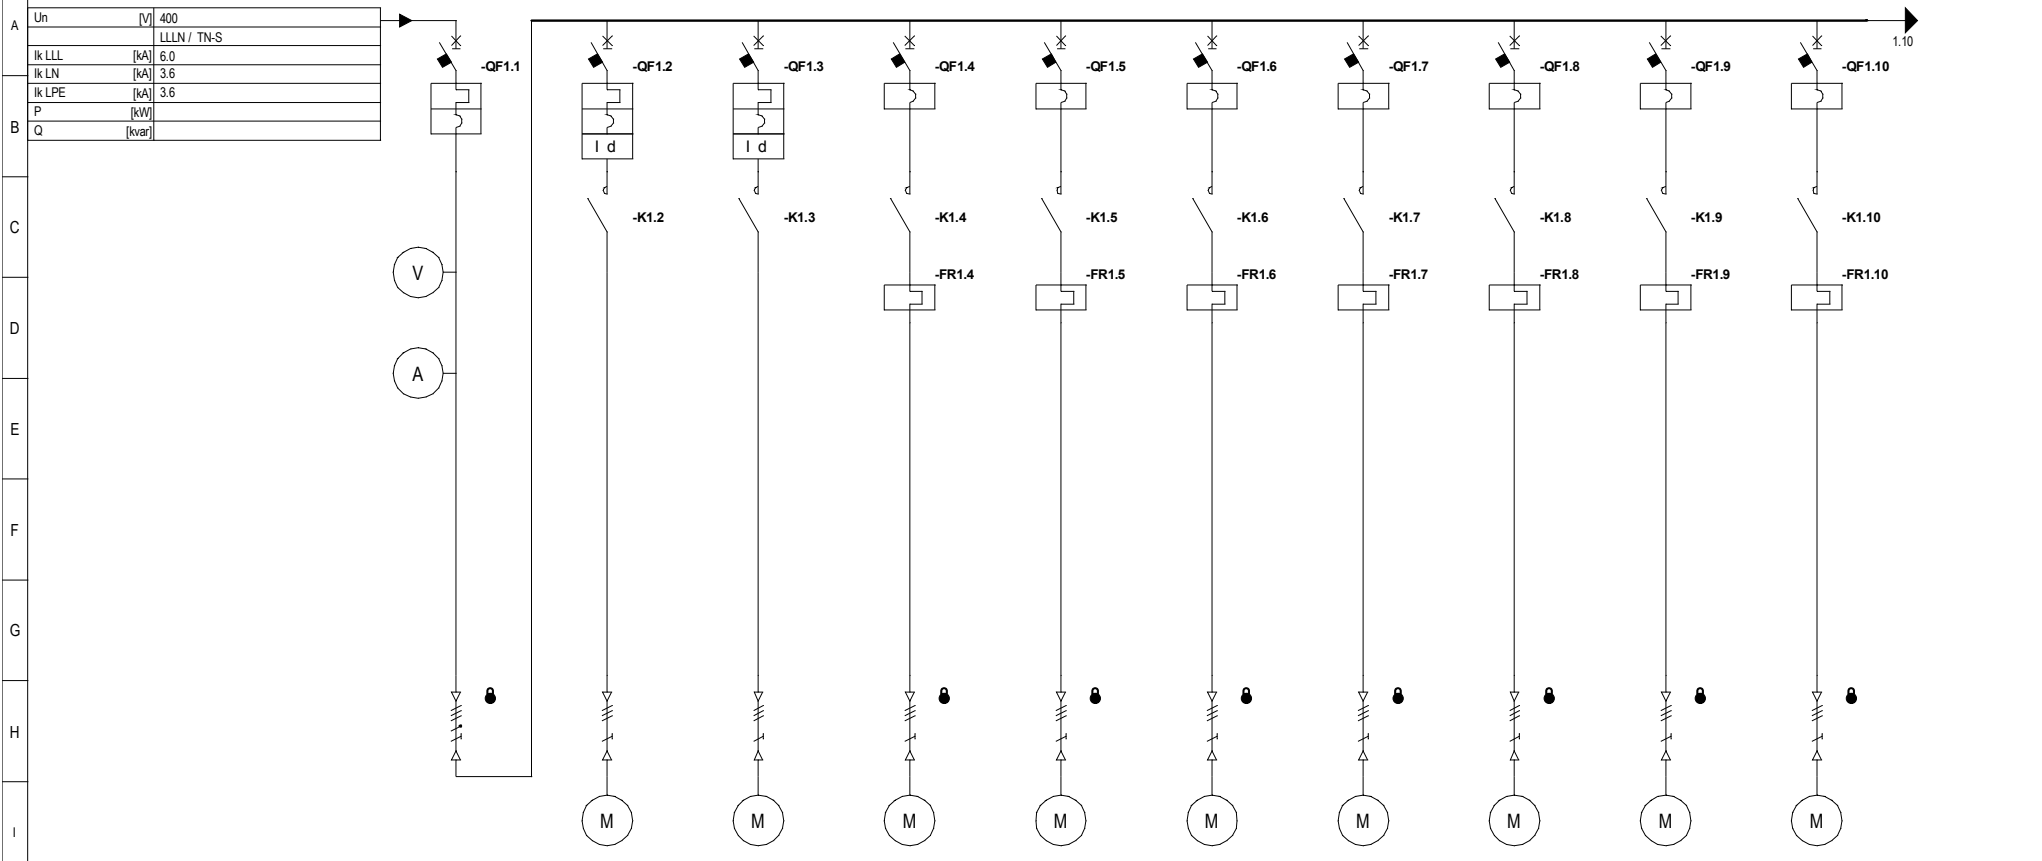 A
Un [V] 400
LLLN / TN-S
Ik LLL [kA] 6.0
Ik LN [kA] 3.6
Ik LPE [kA] 3.6
P [kW]
Q [kvar]
1.10
-QF1.1 -QF1.2 -QF1.3 -QF1.4 -QF1.5 -QF1.6 -QF1.7 -QF1.8 -QF1.9 -QF1.10
B
I d I d
C
-K1.2 -K1.3 -K1.4 -K1.5 -K1.6 -K1.7 -K1.8 -K1.9 -K1.10
V
-FR1.4 -FR1.5 -FR1.6 -FR1.7 -FR1.8 -FR1.9 -FR1.10
D
A
E
F
G
H
I
M M M M M M M M M